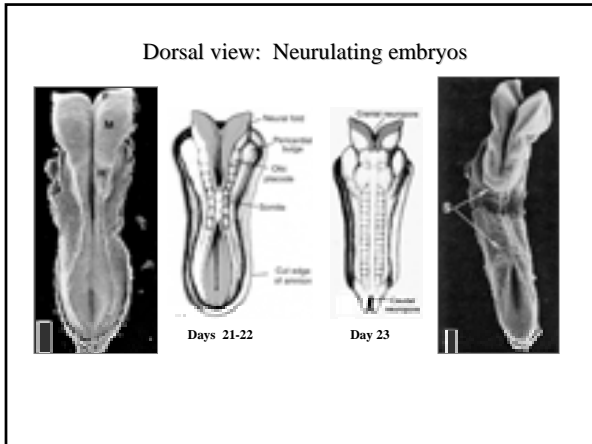 Dorsal view: Neurulating embryos
M
Neural fold
Pericardial
bulge
Otic
placode
Somite
Cut edge
of amnion
Cranial neuropore
Caudal
neuropore
Days 21-22
Day 23